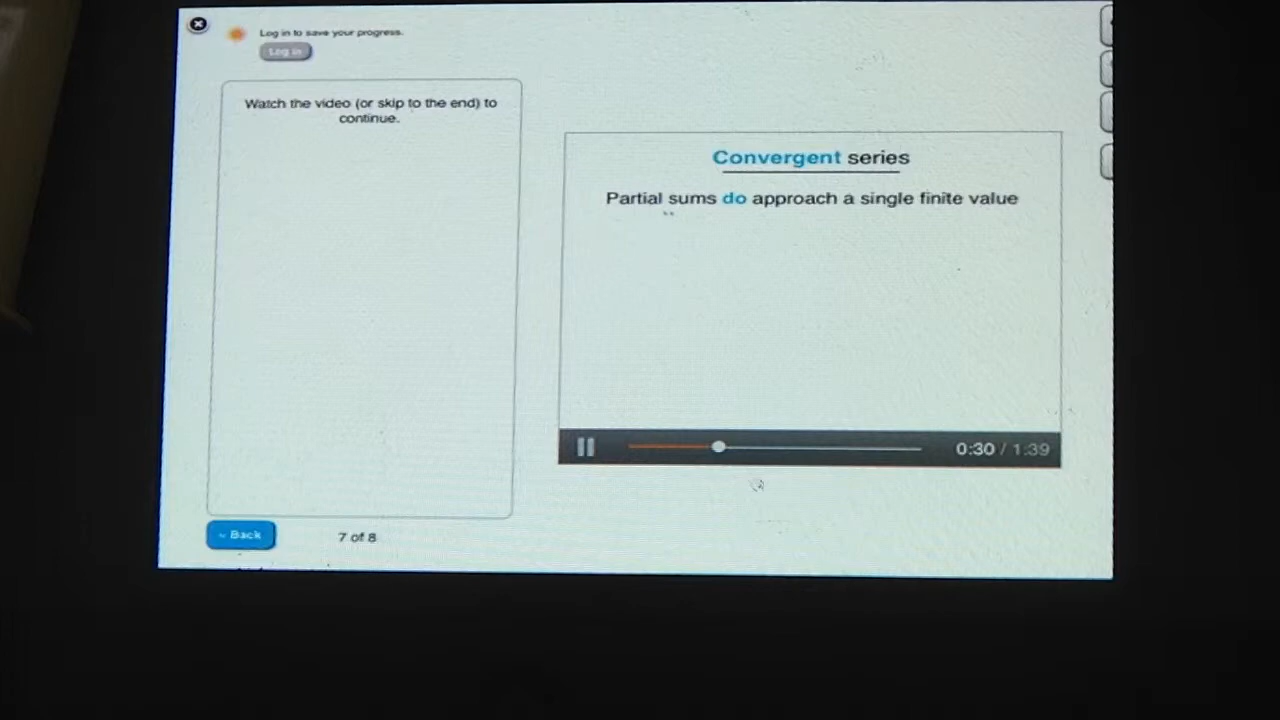 Log in to save your progress.
Log in
Watch the video (or skip to the end) to
continue.
Convergent series
Partial sums do approach a single finite value
0:30 / 1:39
Back
7 of 8